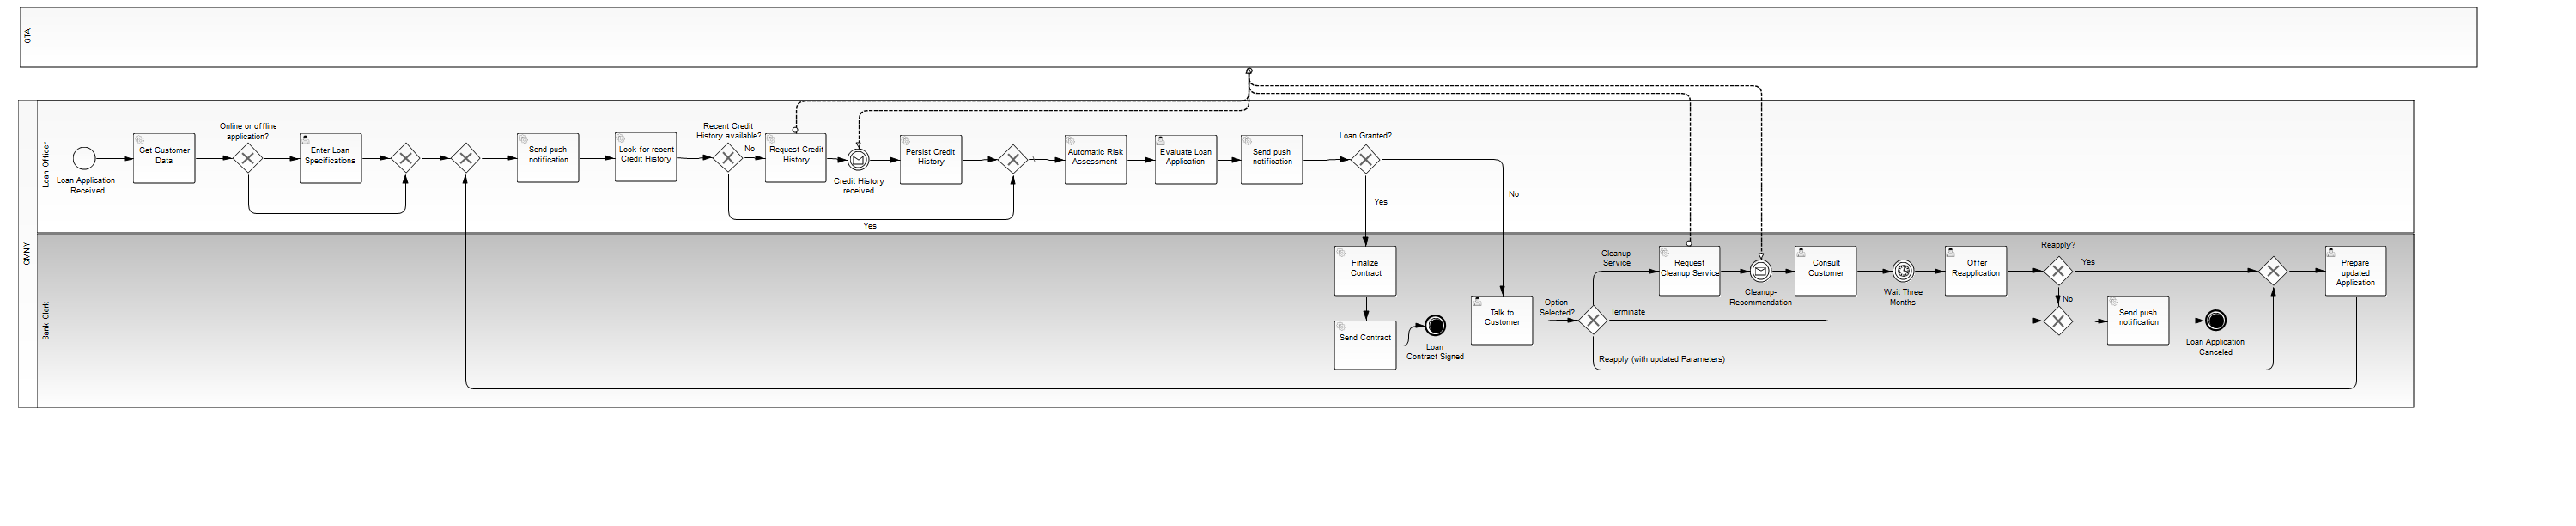 GTA
GMNY
Loan Officer
Loan Application
Received
Get Customer
Data
Online or offline
application?
Enter Loan
Specifications
Send push
notification
Look for recent
Credit History
Recent Credit
History available?
No
Yes
Request Credit
History
Credit History
received
Persist Credit
History
Automatic Risk
Assessment
Evaluate Loan
Application
Send push
notification
Loan Granted?
Yes
No
Bank Clerk
Finalize
Contract
Send Contract
Loan
Contract Signed
Talk to
Customer
Option
Selected?
Cleanup
Service
Terminate
Reapply (with updated Parameters)
Request
Cleanup Service
Cleanup-
Recommendation
Consult
Customer
Wait Three
Months
Offer
Reapplication
Reapply?
Yes
No
Send push
notification
Loan Application
Canceled
Prepare
updated
Application